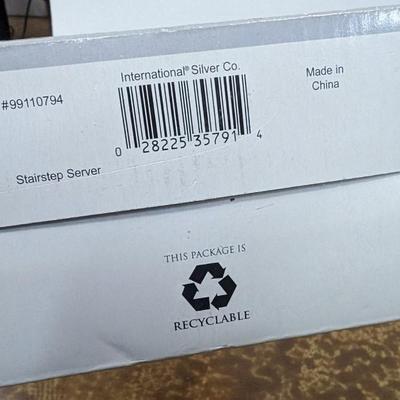 International® Silver Co.
#99110794
Made in
China
0 28225 35791 4
Stairstep Server
THIS PACKAGE IS
RECYCLABLE